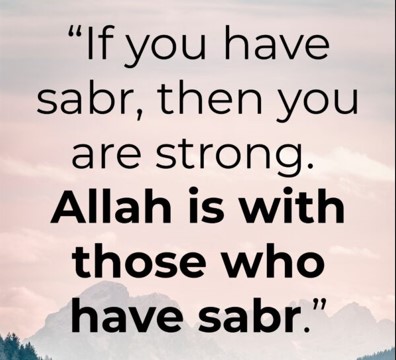 “If you have
sabr, then you
are strong.
Allah is with
those who
have sabr.”